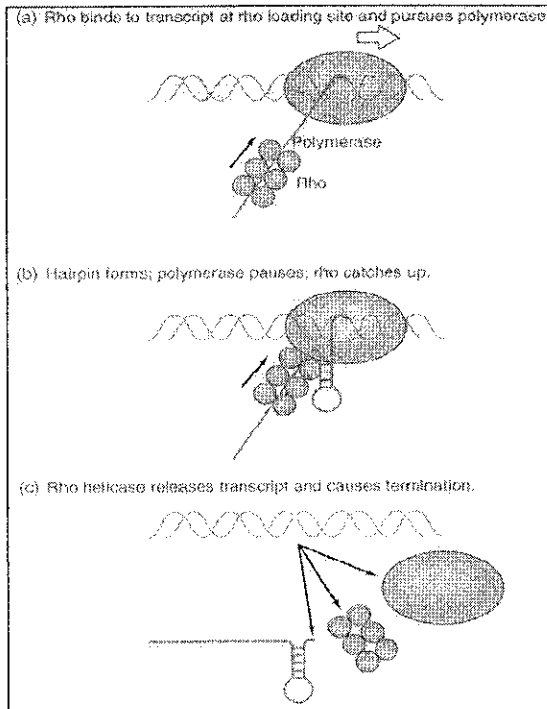 (a) Rho binds to transcript at rho loading site and pursues polymerase
Polymerase
Rho
(b) Hairpin forms; polymerase pauses; rho catches up.
(c) Rho helicase releases transcript and causes termination.